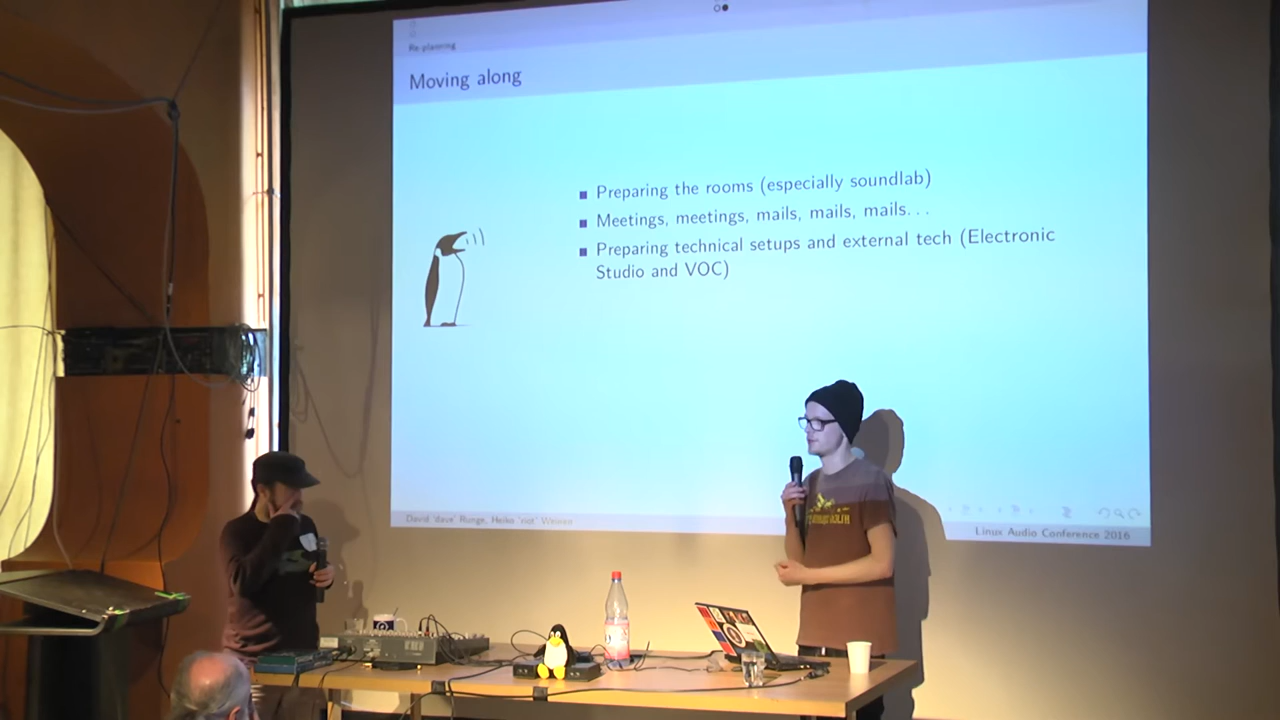 Re-planning
Moving along
Preparing the rooms (especially soundlab)
Meetings, meetings, mails, mails, mails...
Preparing technical setups and external tech (Electronic
Studio and VOC)
David 'dave' Runge, Heiko 'riot' Weinen
Linux Audio Conference 2016